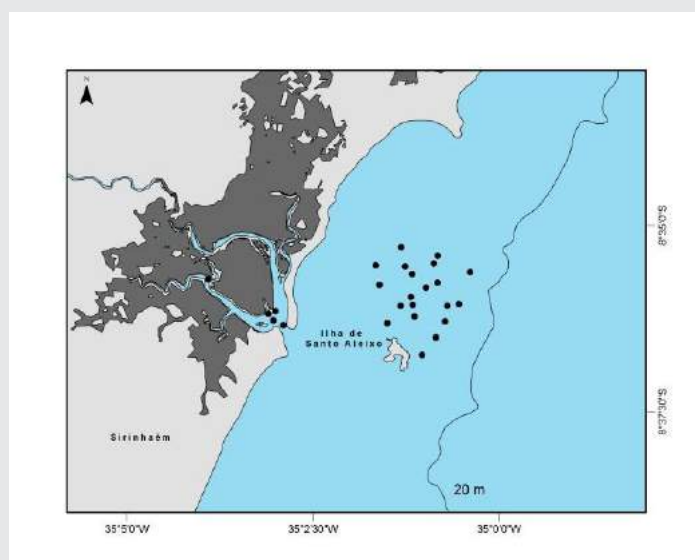 N
8°35'0"S
Ilha de
Santo Aleixo
8°37'30"S
Sirinhaém
20 m
35°5'0"W
35°2'30"W
35°0'0"W